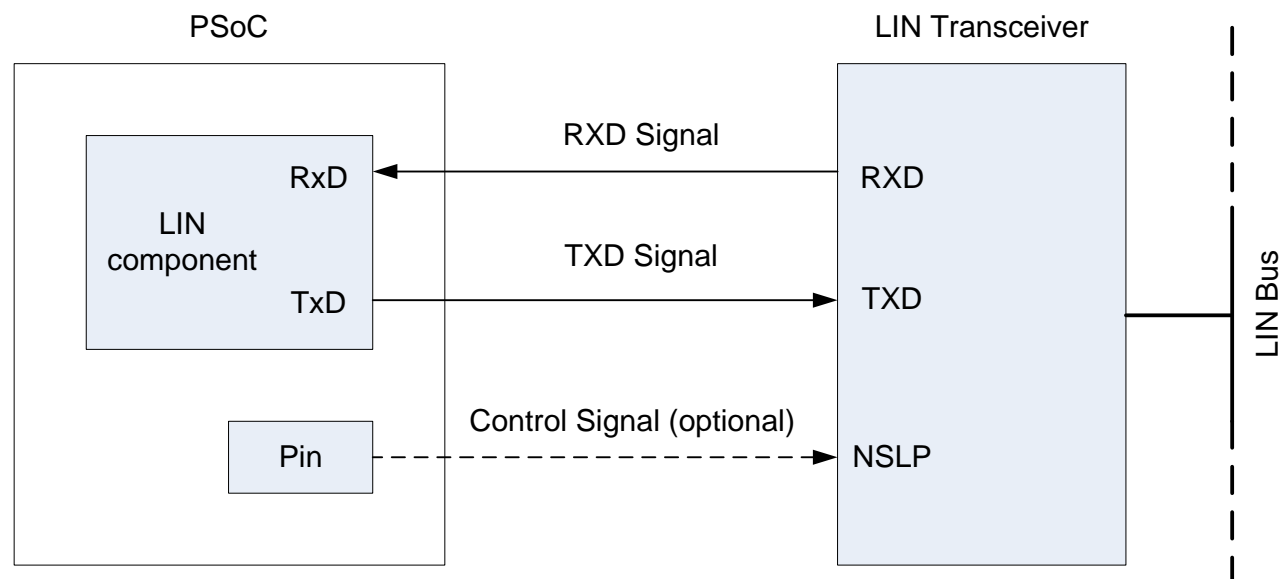 PSoC
LIN Transceiver
RXD Signal
RxD
RXD
LIN
component
TXD Signal
TxD
TXD
LIN Bus
Control Signal (optional)
Pin
NSLP